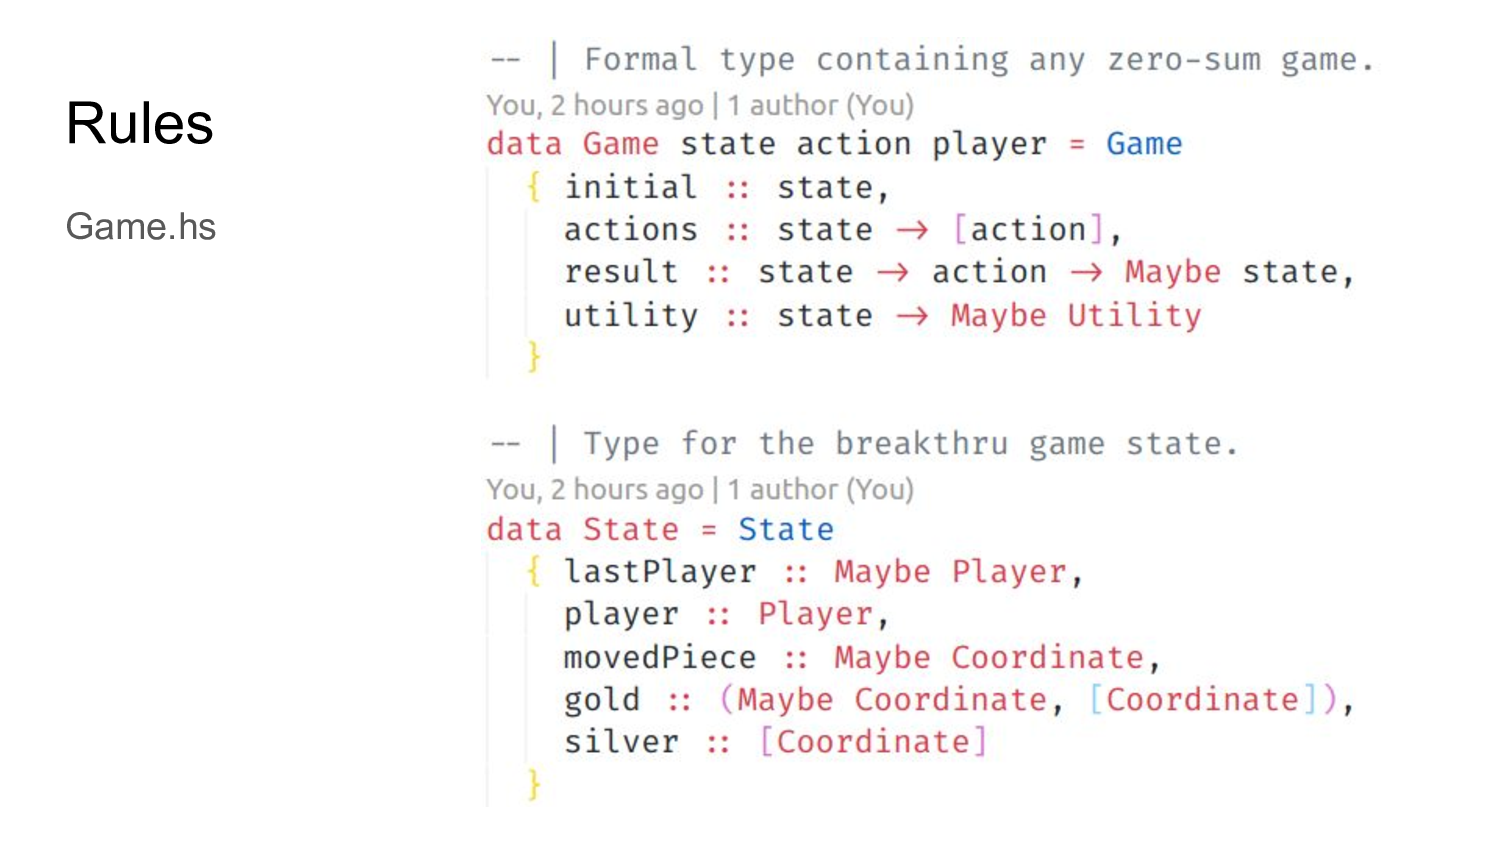 Rules
Game.hs
-- | Formal type containing any zero-sum game.
You, 2 hours ago | 1 author (You)
data Game state action player = Game
{ initial :: state,
actions :: state → [action],
result :: state → action → Maybe state,
utility :: state → Maybe Utility
}
-- | Type for the breakthru game state.
You, 2 hours ago | 1 author (You)
data State = State
{ lastPlayer :: Maybe Player,
player :: Player,
movedPiece :: Maybe Coordinate,
gold :: (Maybe Coordinate, [Coordinate]),
silver :: [Coordinate]
}